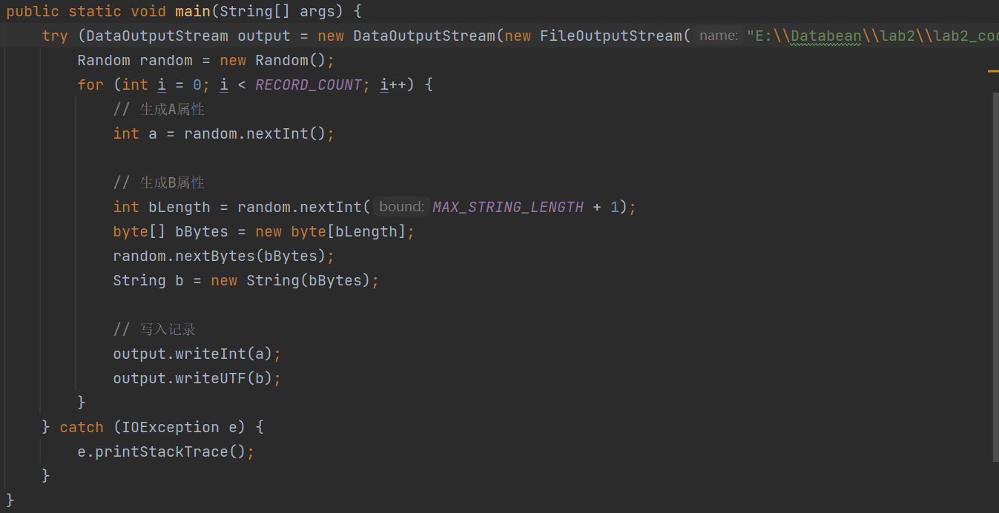 public static void main(String[] args) {
try (DataOutputStream output = new DataOutputStream(new FileOutputStream( name: "E:\\Databean\\lab2\\lab2_co
Random random = new Random();
for (int i = 0; i < RECORD_COUNT; i++) {
// 生成A属性
int a = random.nextInt();
// 生成B属性
int bLength = random.nextInt( bound: MAX_STRING_LENGTH + 1);
byte[] bBytes = new byte[bLength];
random.nextBytes(bBytes);
String b = new String(bBytes);
// 写入记录
output.writeInt(a);
output.writeUTF(b);
}
} catch (IOException e) {
e.printStackTrace();
}
}